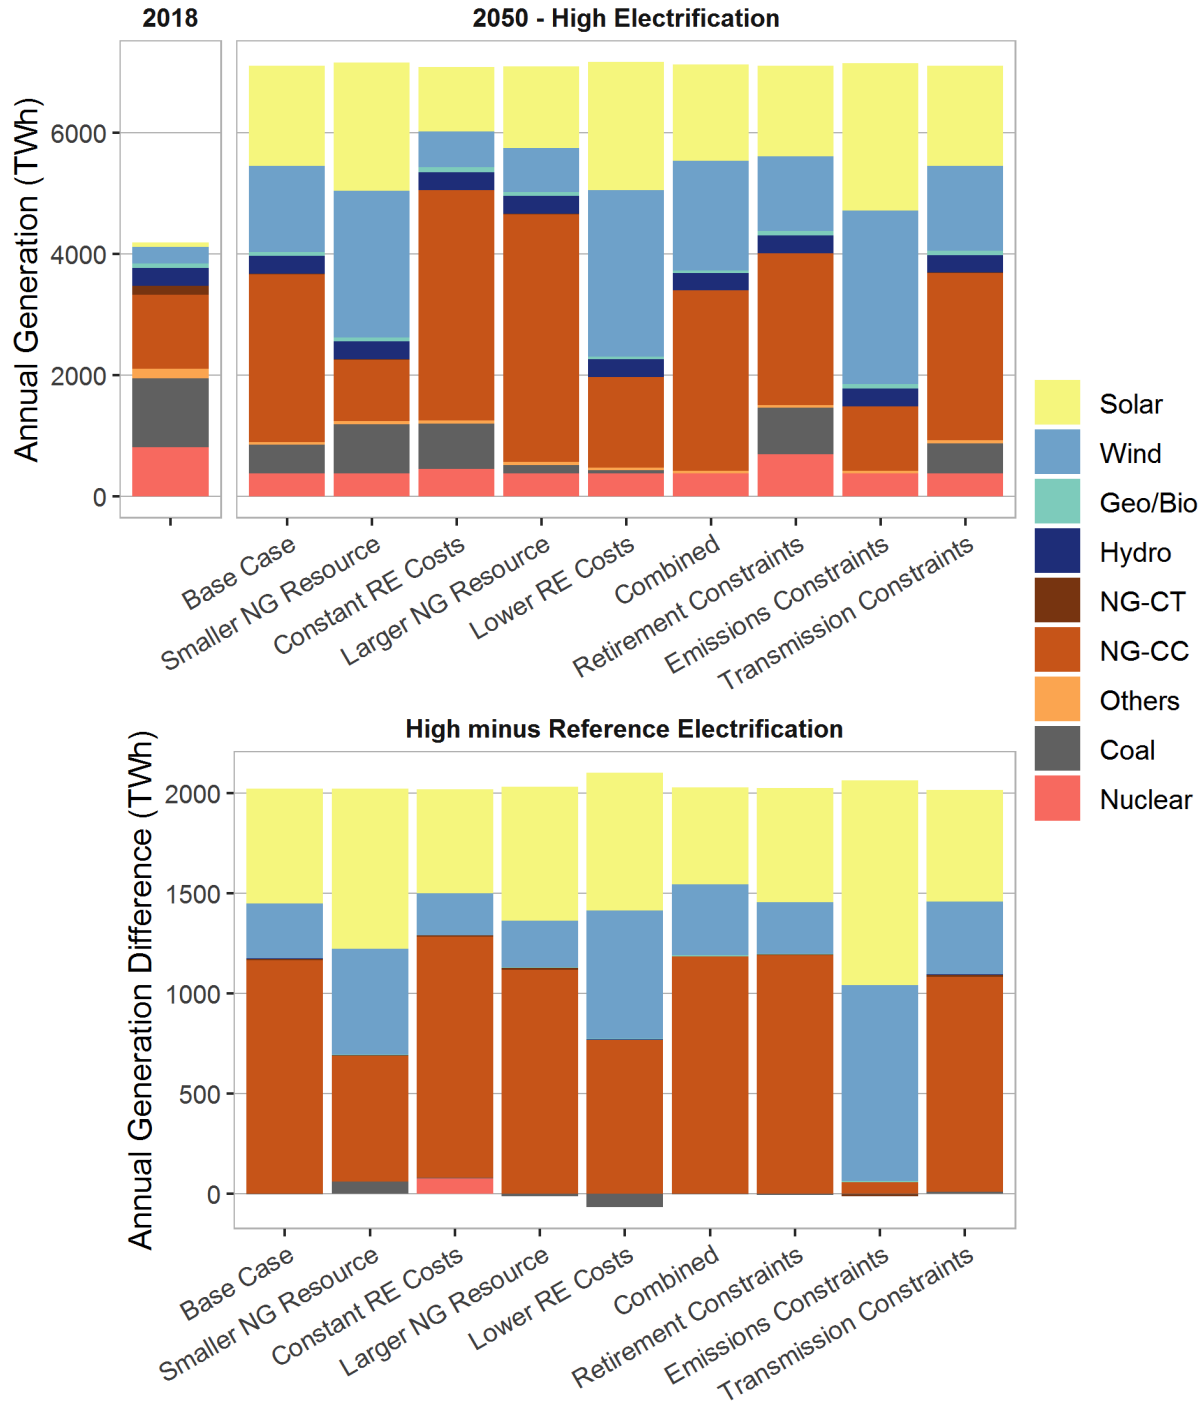 2018
2050 - High Electrification
Annual Generation (TWh)
6000
4000
2000
0
Base Case
Smaller NG Resource
Constant RE Costs
Larger NG Resource
Lower RE Costs
Combined
Retirement Constraints
Emissions Constraints
Transmission Constraints
Solar
Wind
Geo/Bio
Hydro
NG-CT
NG-CC
Others
Coal
Nuclear
High minus Reference Electrification
Annual Generation Difference (TWh)
2000
1500
1000
500
0
Base Case
Smaller NG Resource
Constant RE Costs
Larger NG Resource
Lower RE Costs
Combined
Retirement Constraints
Emissions Constraints
Transmission Constraints